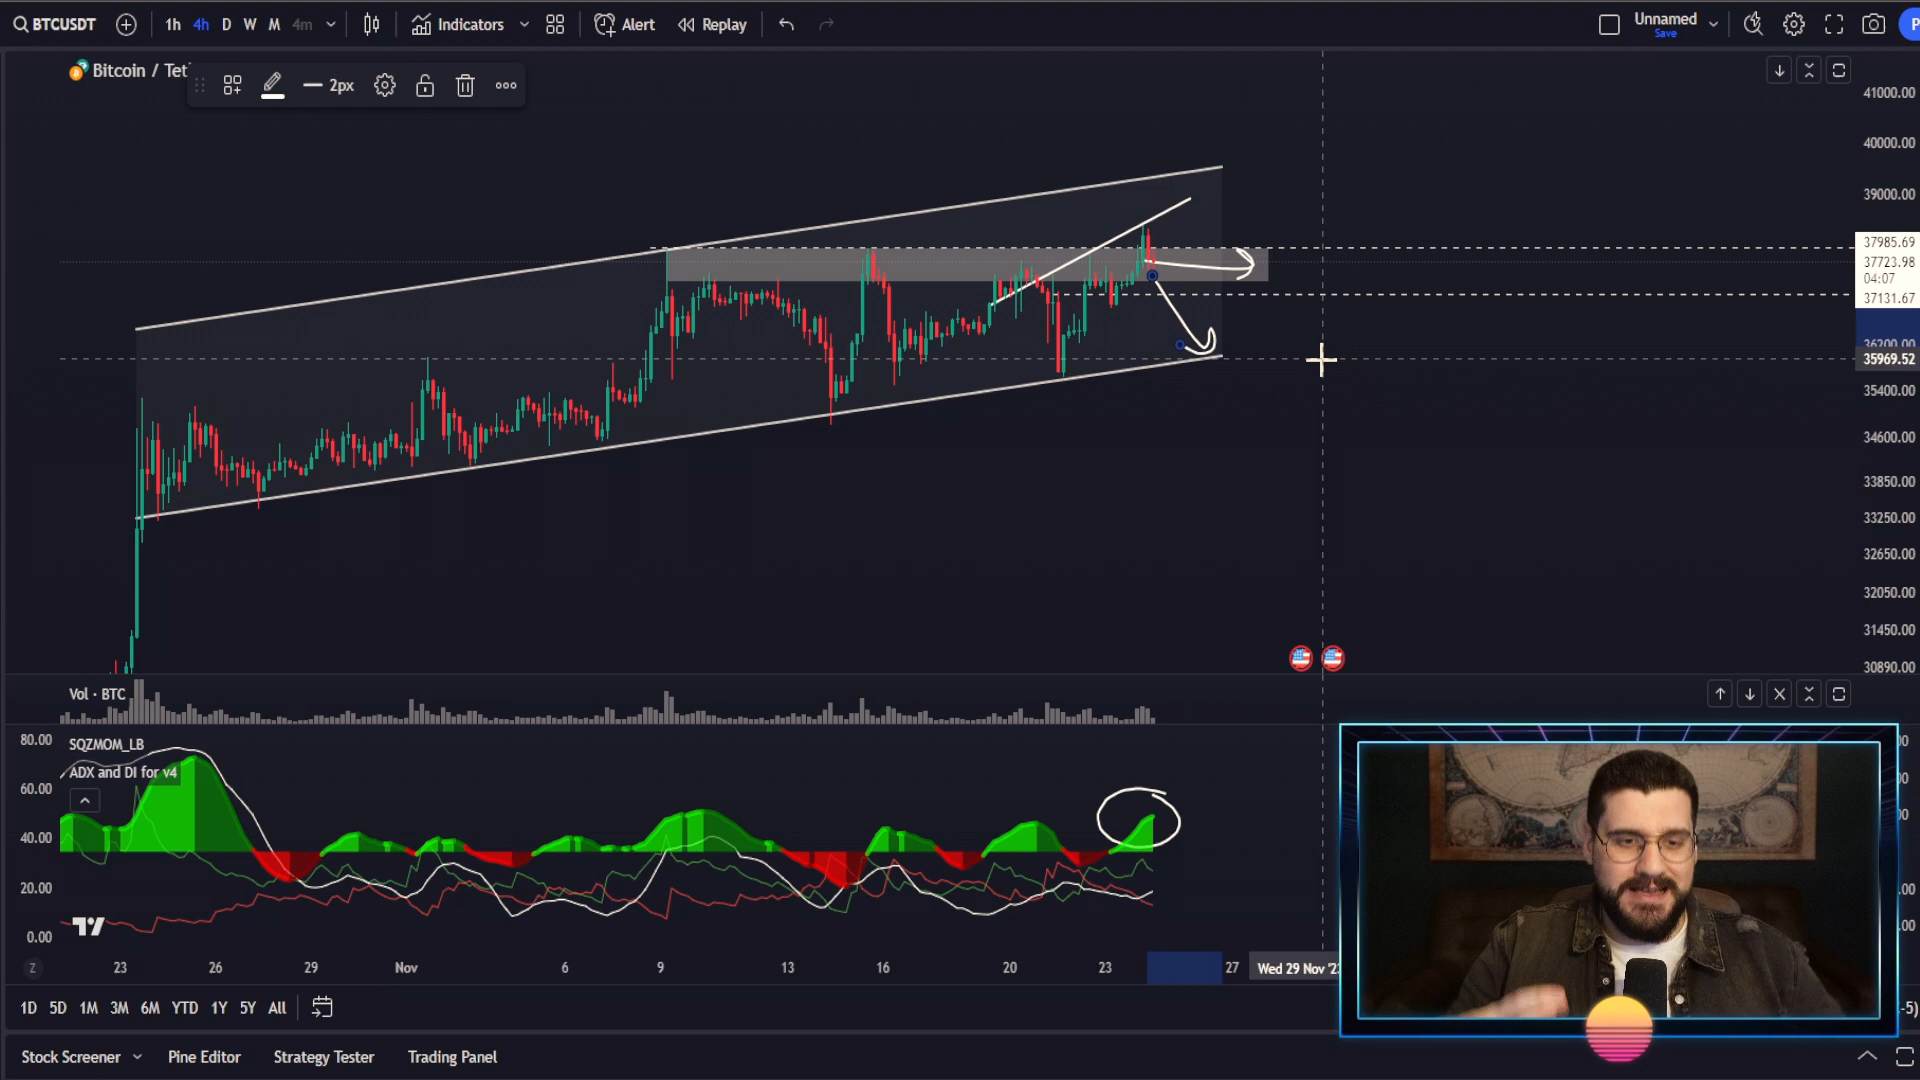 BTCUSDT 1h 4h D W M 4m Indicators Alert Replay Unnamed
Save
P
Bitcoin / Tet
2px
41000.00
40000.00
39000.00
37985.69
37723.98
04:07
37131.67
36200.00
35969.52
35400.00
34600.00
33850.00
33250.00
32650.00
32050.00
31450.00
30890.00
Vol · BTC
80.00
SQZMOM_LB
ADX and DI for v4
60.00
40.00
20.00
0.00
Z 23 26 29 Nov 6 9 13 16 20 23 27 Wed 29 Nov '2
1D 5D 1M 3M 6M YTD 1Y 5Y All -5)
Stock Screener Pine Editor Strategy Tester Trading Panel